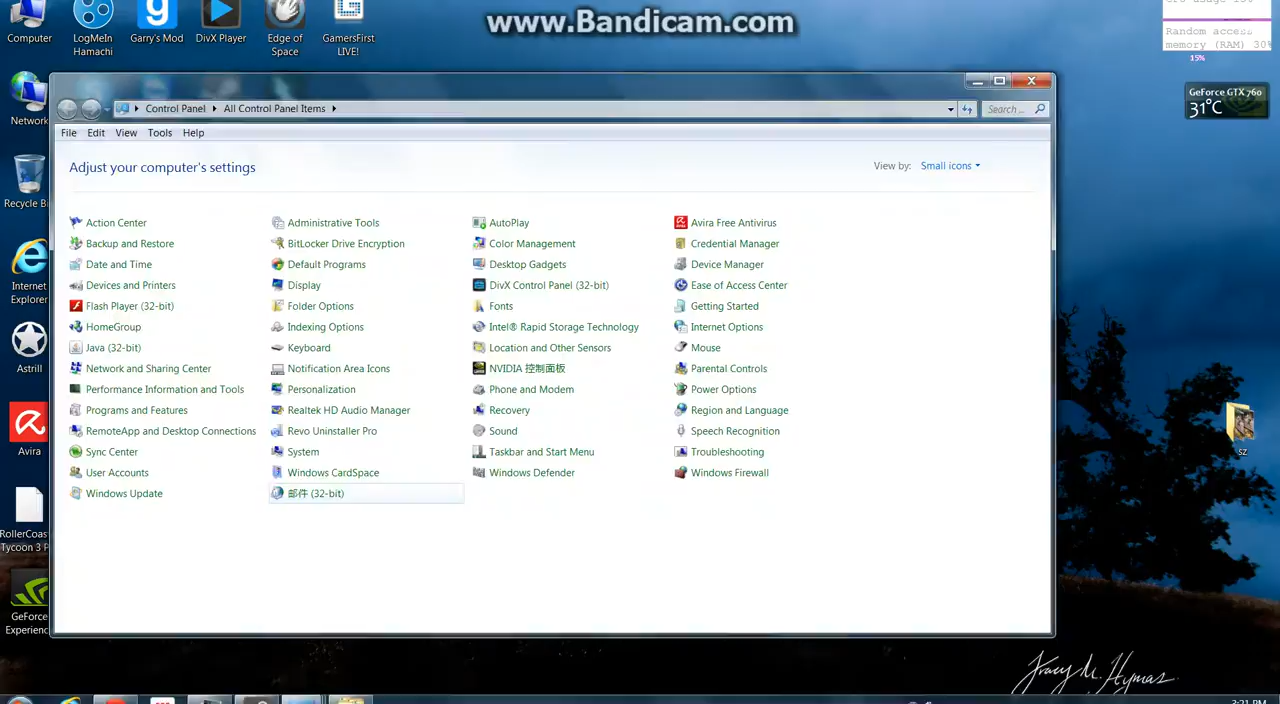 www.Bandicam.com
Computer
LogMeIn
Hamachi
Garry's Mod
DivX Player
Edge of
Space
GamersFirst
LIVE!
Random access
memory (RAM) 30%
15%
GeForce GTX 760
31°C
Network
Recycle Bi
Internet
Explorer
Astrill
Avira
RollerCoas
Tycoon 3 P
GeForce
Experienc
sz
Control Panel
All Control Panel Items
Search ...
File Edit View Tools Help
Adjust your computer's settings
View by: Small icons
Action Center
Administrative Tools
AutoPlay
Avira Free Antivirus
Backup and Restore
BitLocker Drive Encryption
Color Management
Credential Manager
Date and Time
Default Programs
Desktop Gadgets
Device Manager
Devices and Printers
Display
DivX Control Panel (32-bit)
Ease of Access Center
Flash Player (32-bit)
Folder Options
Fonts
Getting Started
HomeGroup
Indexing Options
Intel® Rapid Storage Technology
Internet Options
Java (32-bit)
Keyboard
Location and Other Sensors
Mouse
Network and Sharing Center
Notification Area Icons
NVIDIA 控制面板
Parental Controls
Performance Information and Tools
Personalization
Phone and Modem
Power Options
Programs and Features
Realtek HD Audio Manager
Recovery
Region and Language
RemoteApp and Desktop Connections
Revo Uninstaller Pro
Sound
Speech Recognition
Sync Center
System
Taskbar and Start Menu
Troubleshooting
User Accounts
Windows CardSpace
Windows Defender
Windows Firewall
Windows Update
邮件 (32-bit)
Tracy M. Hymas
3:21 PM